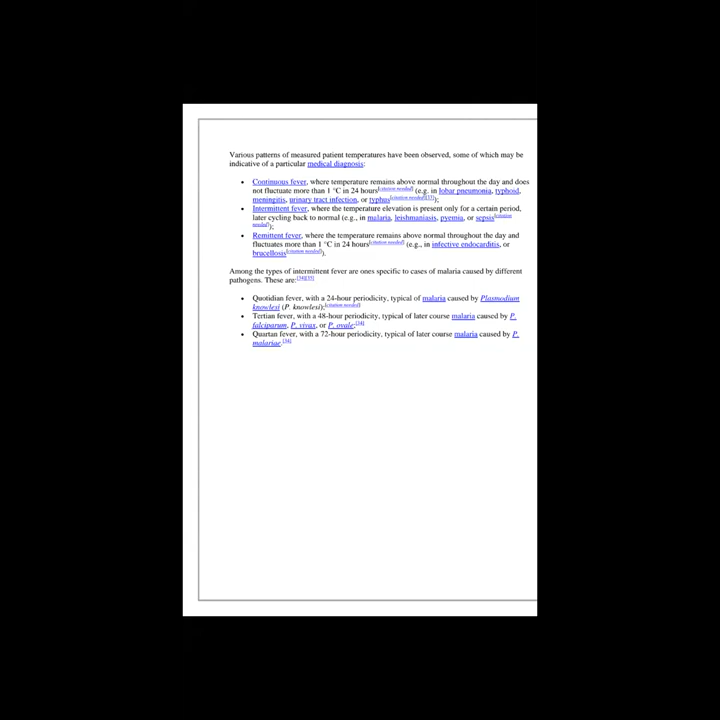 Various patterns of measured patient temperatures have been observed, some of which may be
indicative of a particular medical diagnosis:
• Continuous fever, where temperature remains above normal throughout the day and does
not fluctuate more than 1 °C in 24 hours[citation needed] (e.g. in lobar pneumonia, typhoid,
meningitis, urinary tract infection, or typhus[citation needed][33]);
• Intermittent fever, where the temperature elevation is present only for a certain period,
later cycling back to normal (e.g., in malaria, leishmaniasis, pyemia, or sepsis[citation
needed]);
• Remittent fever, where the temperature remains above normal throughout the day and
fluctuates more than 1 °C in 24 hours[citation needed] (e.g., in infective endocarditis, or
brucellosis[citation needed]).
Among the types of intermittent fever are ones specific to cases of malaria caused by different
pathogens. These are:[34][35]
• Quotidian fever, with a 24-hour periodicity, typical of malaria caused by Plasmodium
knowlesi (P. knowlesi);[citation needed]
• Tertian fever, with a 48-hour periodicity, typical of later course malaria caused by P.
falciparum, P. vivax, or P. ovale;[34]
• Quartan fever, with a 72-hour periodicity, typical of later course malaria caused by P.
malariae.[34]